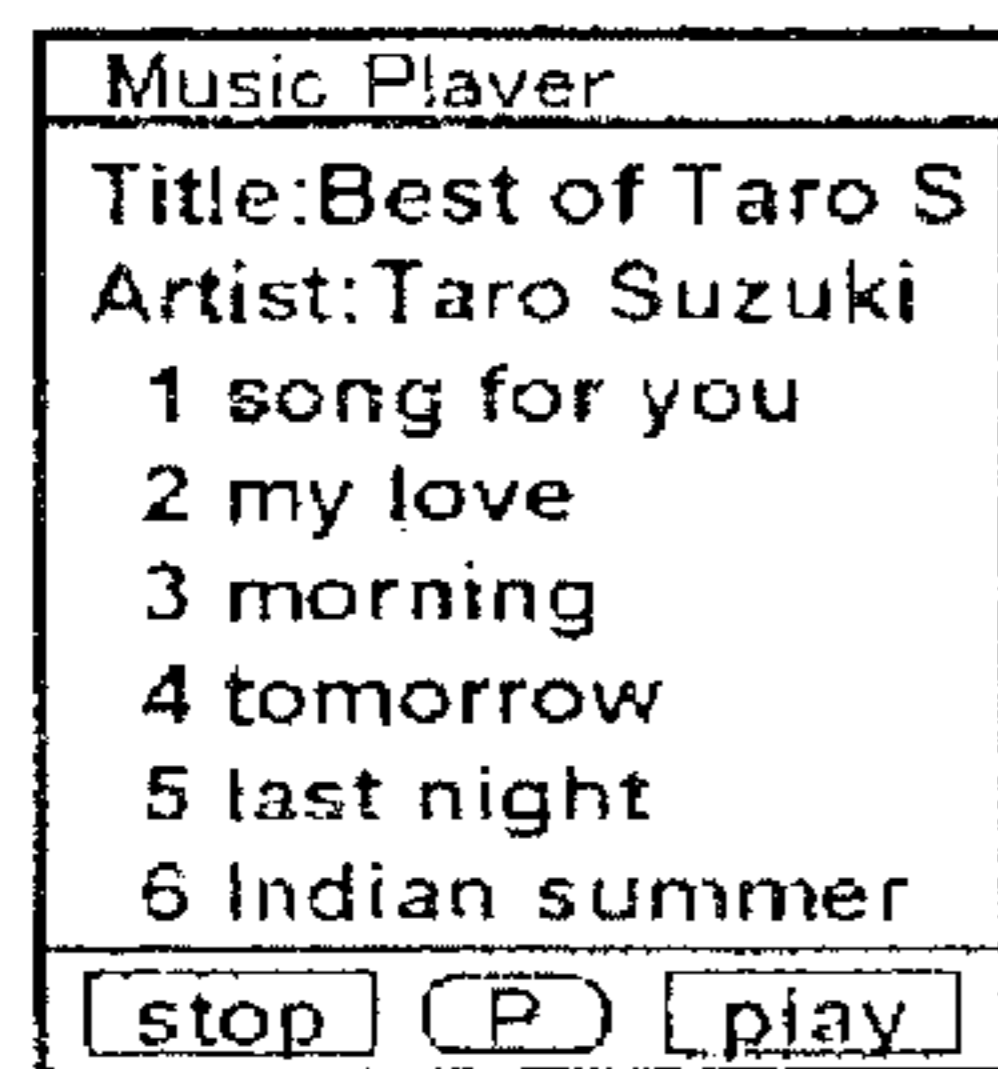 Music Player
Title:Best of Taro S
Artist:Taro Suzuki
1 song for you
2 my love
3 morning
4 tomorrow
5 last night
6 Indian summer
stop P play